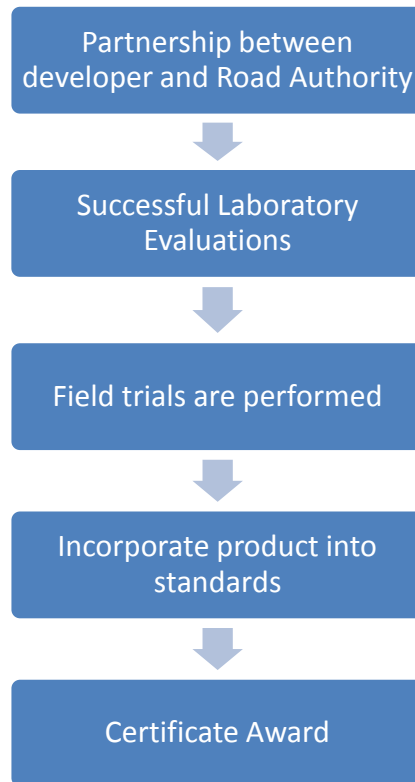 Partnership between
developer and Road Authority
Successful Laboratory
Evaluations
Field trials are performed
Incorporate product into
standards
Certificate Award